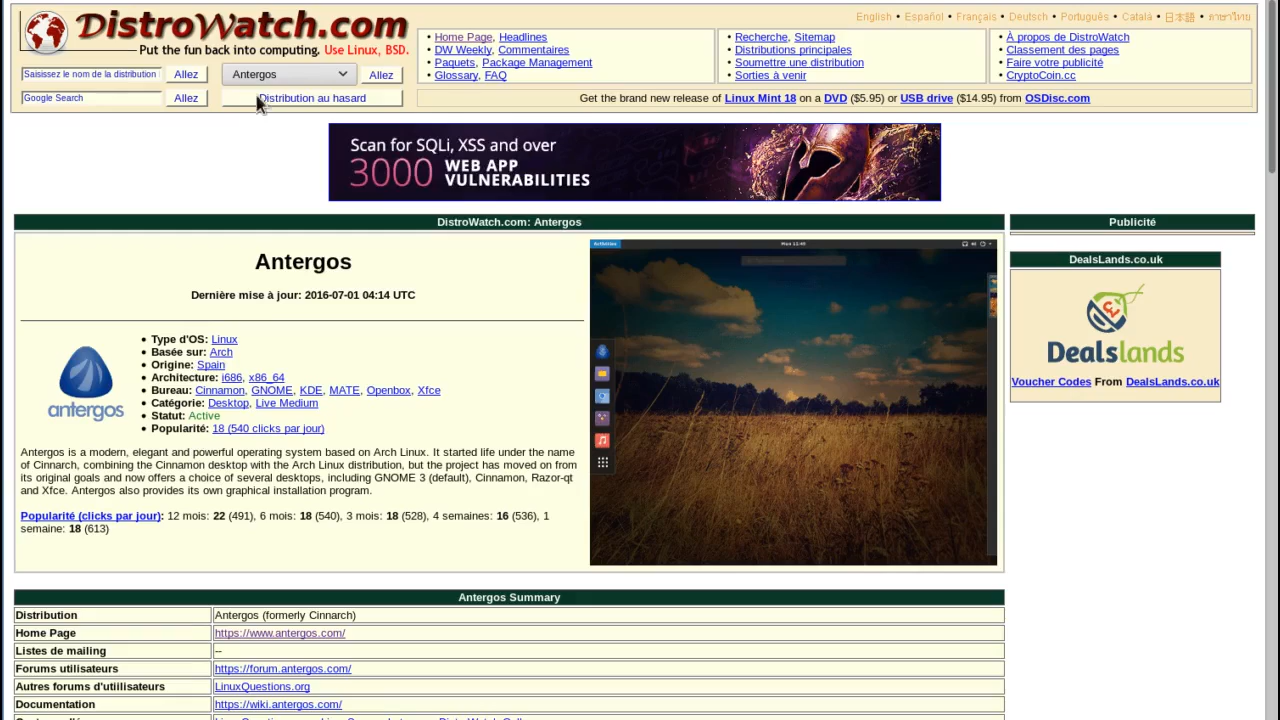 DistroWatch.com
Put the fun back into computing. Use Linux, BSD.
English • Español • Français • Deutsch • Português • Català • 日本語 • ภาษาไทย
• Home Page, Headlines
• DW Weekly, Commentaires
• Paquets, Package Management
• Glossary, FAQ
• Recherche, Sitemap
• Distributions principales
• Soumettre une distribution
• Sorties à venir
• À propos de DistroWatch
• Classement des pages
• Faire votre publicité
• CryptoCoin.cc
Saisissez le nom de la distribution Allez Antergos Allez
Google Search Allez Distribution au hasard
Get the brand new release of Linux Mint 18 on a DVD ($5.95) or USB drive ($14.95) from OSDisc.com
Scan for SQLi, XSS and over
3000 WEB APP
VULNERABILITIES
DistroWatch.com: Antergos
Antergos
Dernière mise à jour: 2016-07-01 04:14 UTC
antergos
• Type d'OS: Linux
• Basée sur: Arch
• Origine: Spain
• Architecture: i686, x86_64
• Bureau: Cinnamon, GNOME, KDE, MATE, Openbox, Xfce
• Catégorie: Desktop, Live Medium
• Statut: Active
• Popularité: 18 (540 clicks par jour)
Antergos is a modern, elegant and powerful operating system based on Arch Linux. It started life under the name
of Cinnarch, combining the Cinnamon desktop with the Arch Linux distribution, but the project has moved on from
its original goals and now offers a choice of several desktops, including GNOME 3 (default), Cinnamon, Razor-qt
and Xfce. Antergos also provides its own graphical installation program.
Popularité (clicks par jour): 12 mois: 22 (491), 6 mois: 18 (540), 3 mois: 18 (528), 4 semaines: 16 (536), 1
semaine: 18 (613)
Publicité
DealsLands.co.uk
Dealslands
Voucher Codes From DealsLands.co.uk
Antergos Summary
Distribution Antergos (formerly Cinnarch)
Home Page https://www.antergos.com/
Listes de mailing --
Forums utilisateurs https://forum.antergos.com/
Autres forums d'utiilisateurs LinuxQuestions.org
Documentation https://wiki.antergos.com/